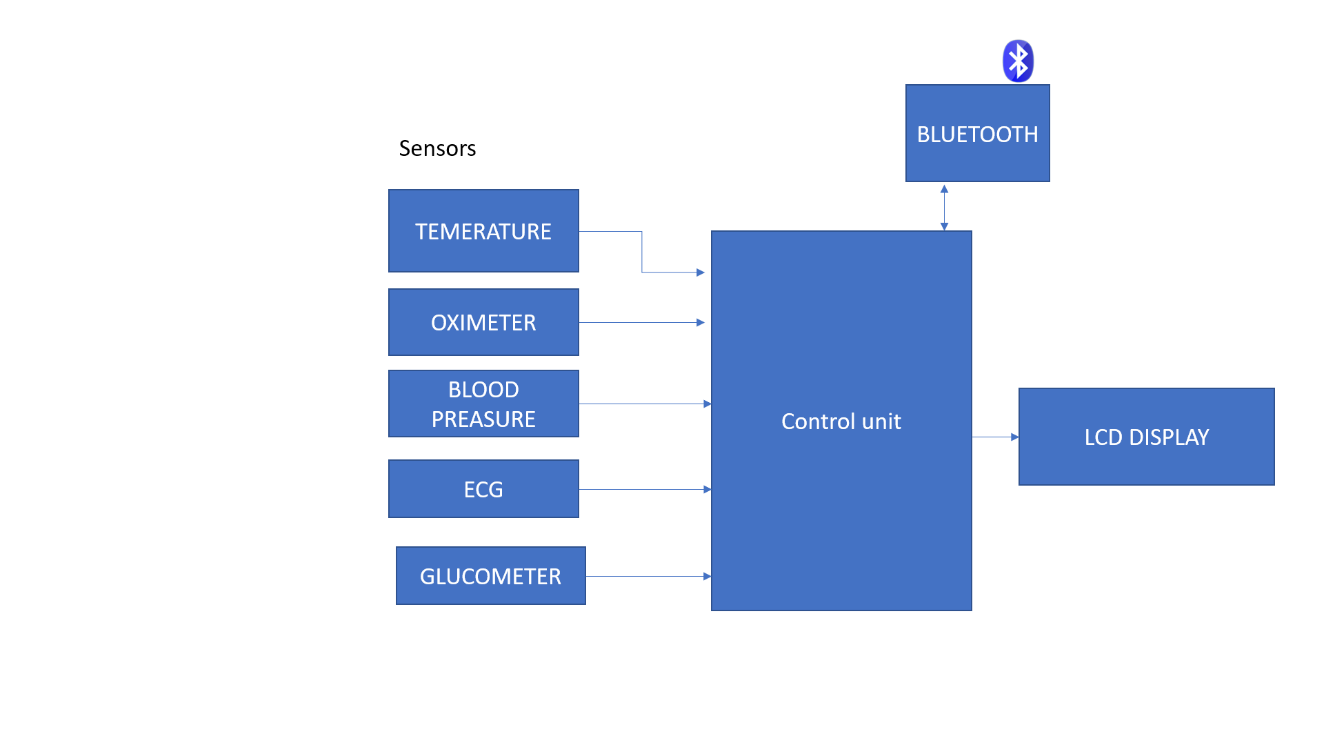 BLUETOOTH
Sensors
TEMERATURE
OXIMETER
BLOOD
PREASURE
Control unit
LCD DISPLAY
ECG
GLUCOMETER